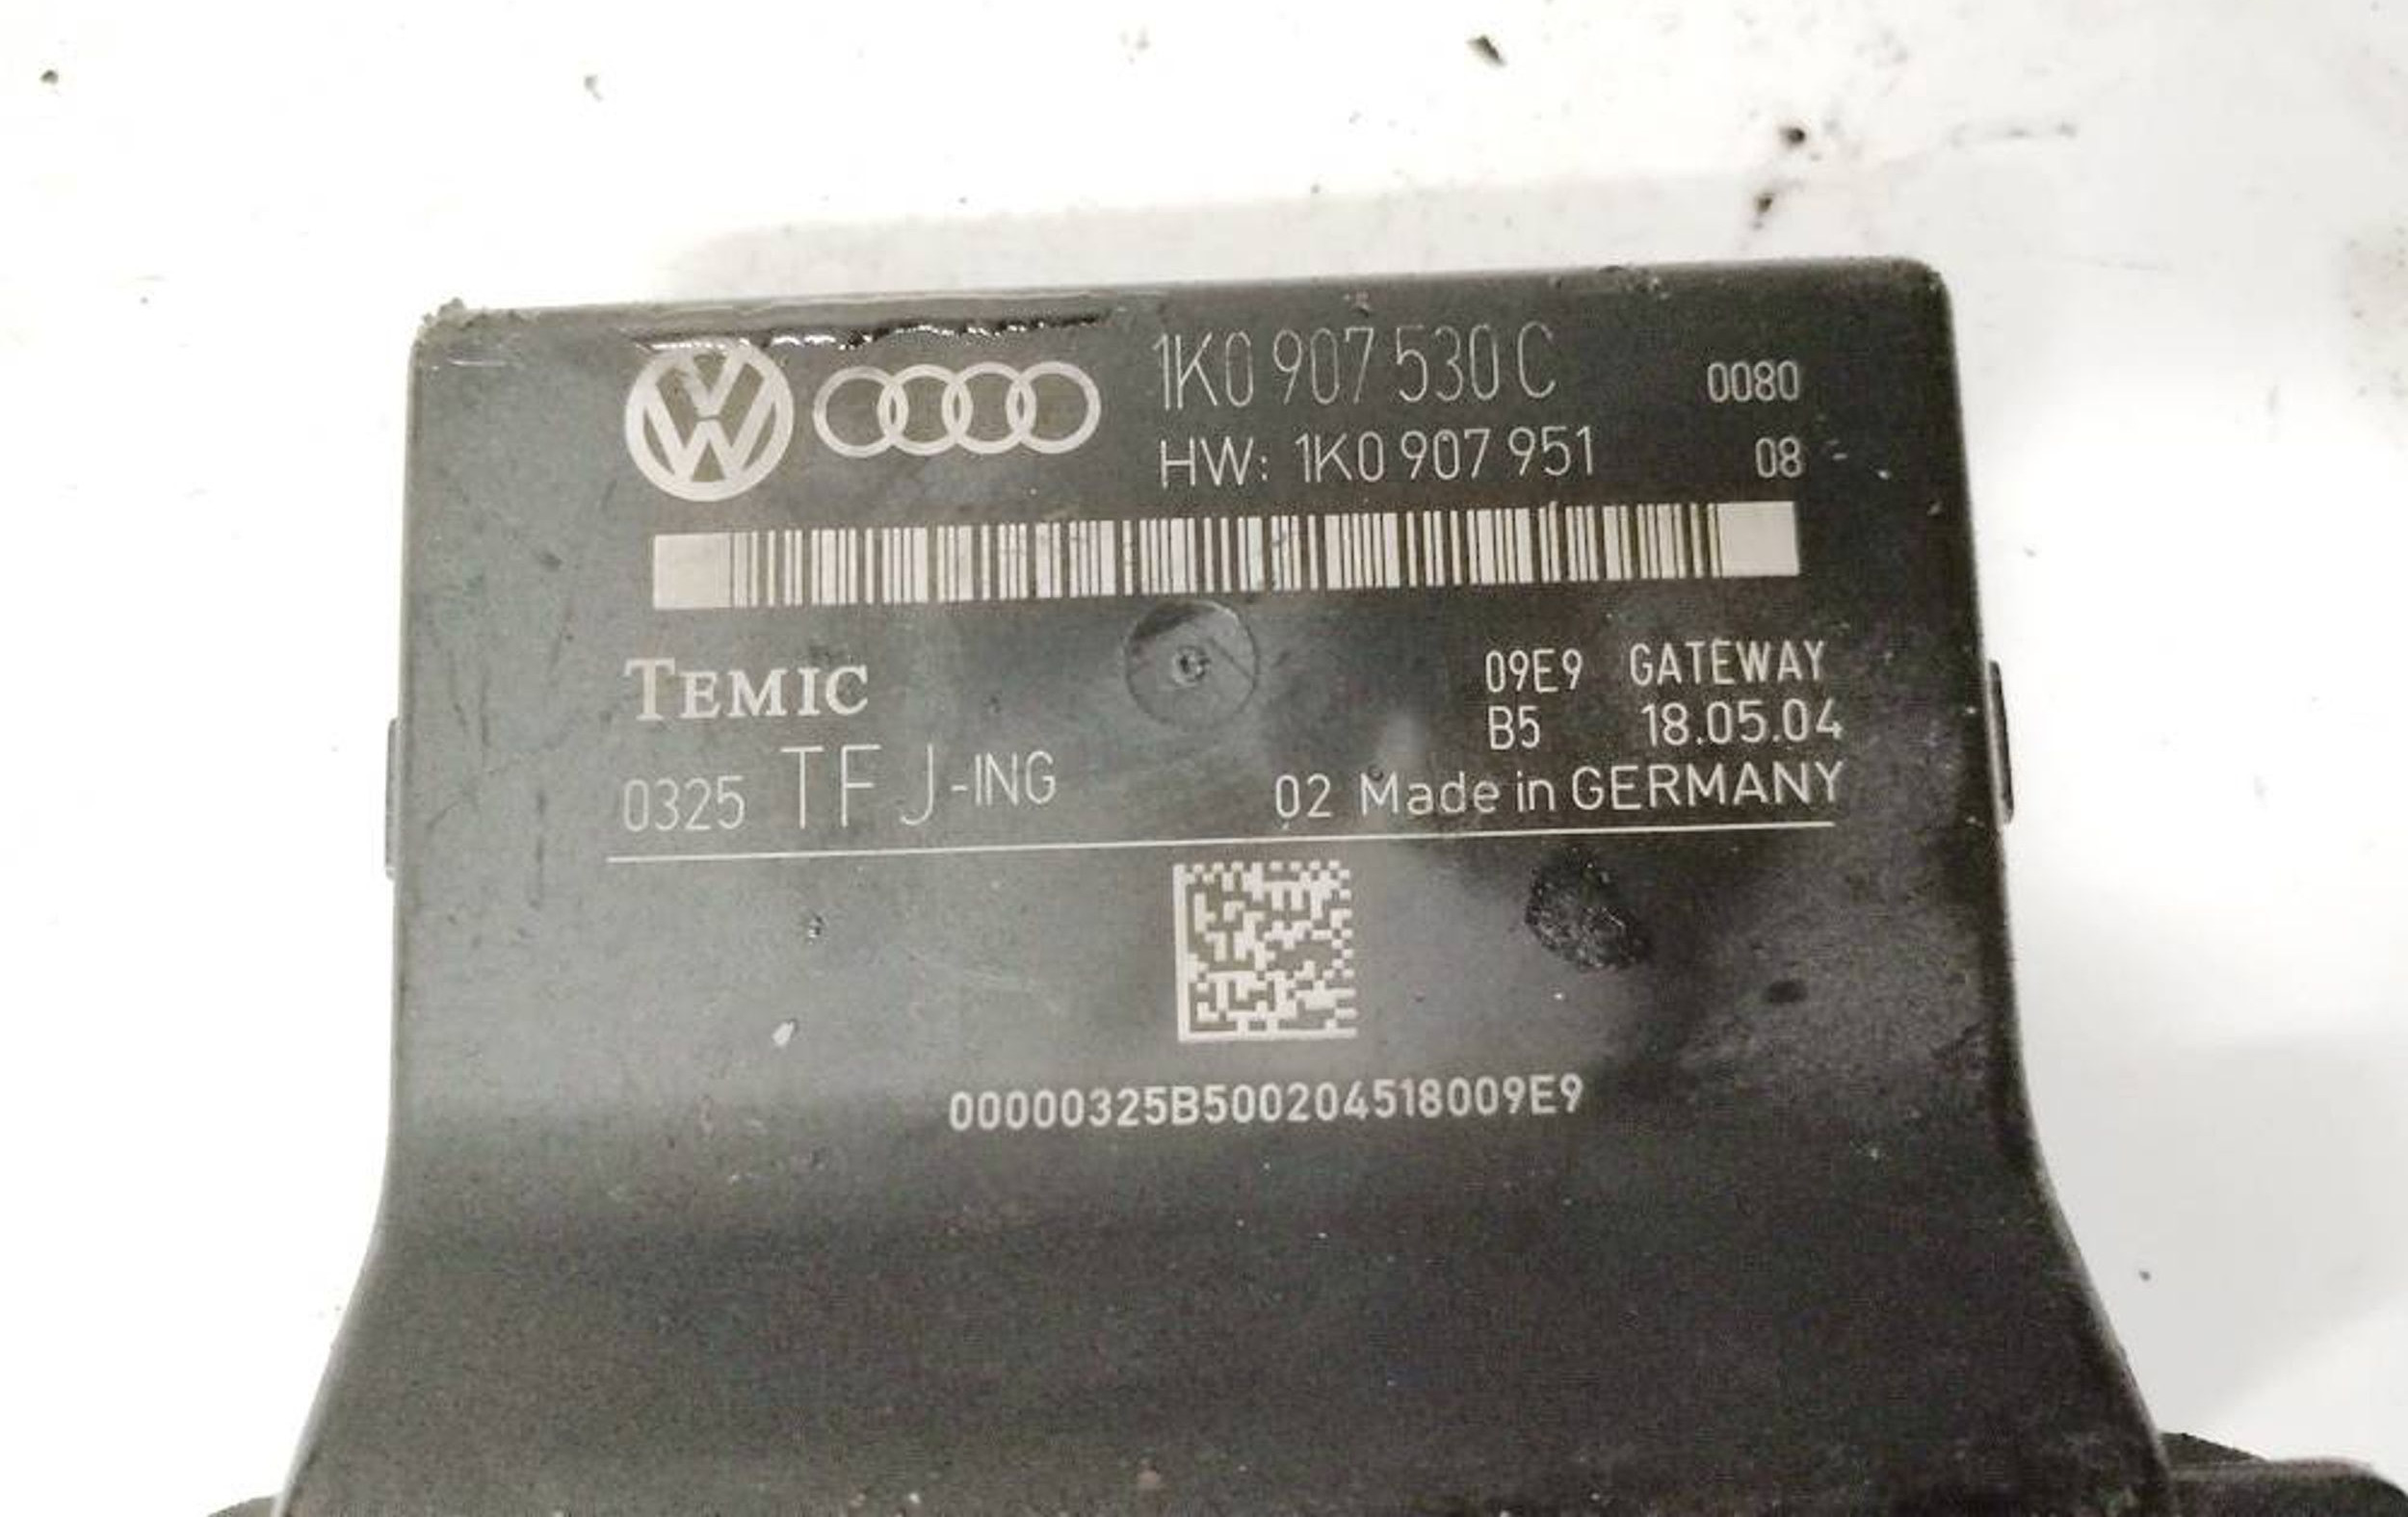 1K0 907 530 C 0080
HW: 1K0 907 951 08
TEMIC
09E9 GATEWAY
B5 18.05.04
0325 TFJ-ING
02 Made in GERMANY
00000325B500204518009E9